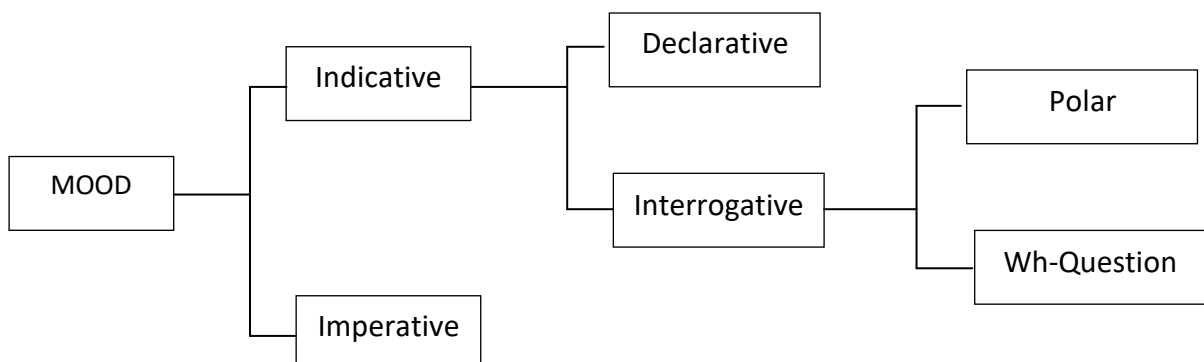 Declarative
Indicative
Polar
MOOD
Interrogative
Wh-Question
Imperative